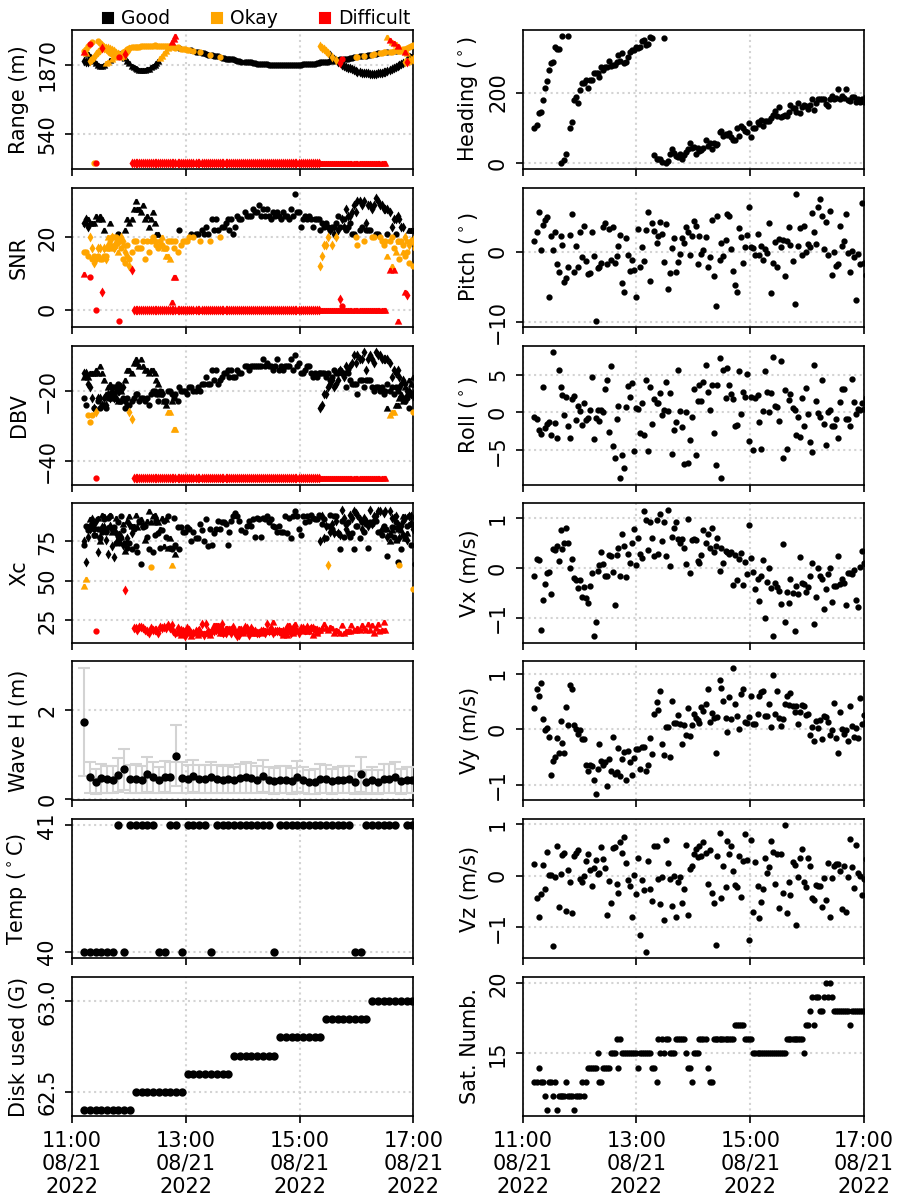 Good Okay Difficult
Range (m)
1870
540
Heading (°)
200
0
SNR
20
0
Pitch (°)
0
−10
DBV
−20
−40
Roll (°)
5
0
−5
Xc
75
50
25
Vx (m/s)
1
0
−1
Wave H (m)
2
0
Vy (m/s)
1
0
−1
Temp (°C)
41
40
Vz (m/s)
1
0
−1
Disk used (G)
63.0
62.5
Sat. Numb.
20
15
11:00 13:00 15:00 17:00 11:00 13:00 15:00 17:00
08/21 08/21 08/21 08/21 08/21 08/21 08/21 08/21
2022 2022 2022 2022 2022 2022 2022 2022